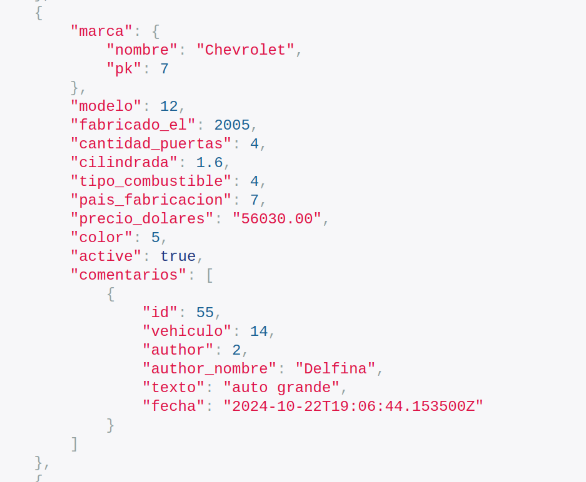 {
"marca": {
"nombre": "Chevrolet",
"pk": 7
},
"modelo": 12,
"fabricado_el": 2005,
"cantidad_puertas": 4,
"cilindrada": 1.6,
"tipo_combustible": 4,
"pais_fabricacion": 7,
"precio_dolares": "56030.00",
"color": 5,
"active": true,
"comentarios": [
{
"id": 55,
"vehiculo": 14,
"author": 2,
"author_nombre": "Delfina",
"texto": "auto grande",
"fecha": "2024-10-22T19:06:44.153500Z"
}
]
},
{